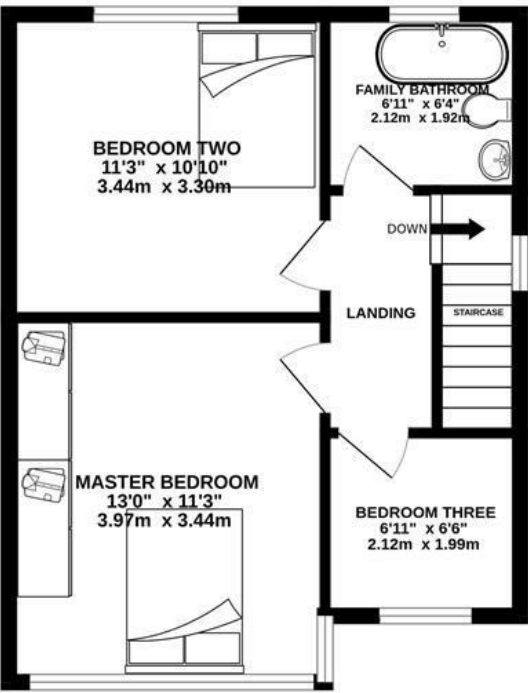 FAMILY BATHROOM
6'11" x 6'4"
2.12m x 1.92m
BEDROOM TWO
11'3" x 10'10"
3.44m x 3.30m
DOWN
LANDING
STAIRCASE
MASTER BEDROOM
13'0" x 11'3"
3.97m x 3.44m
BEDROOM THREE
6'11" x 6'6"
2.12m x 1.99m